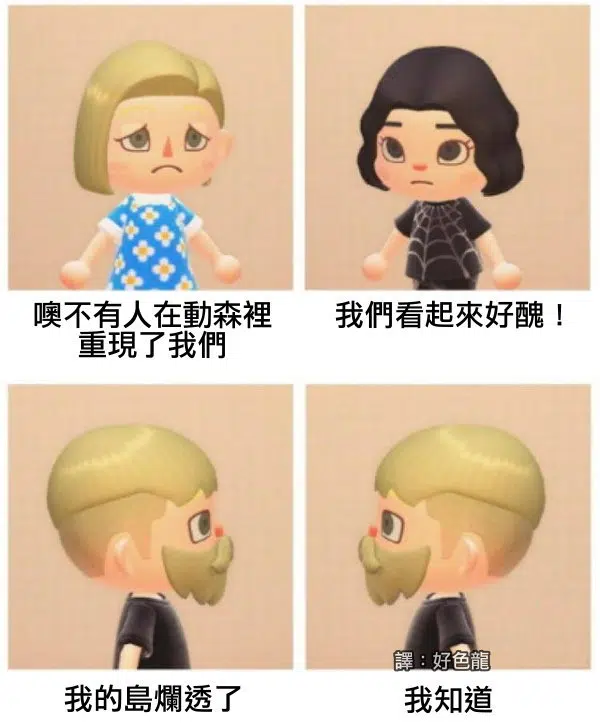 噢不有人在動森裡
重現了我們
我們看起來好醜！
我的島爛透了
譯：好色龍
我知道